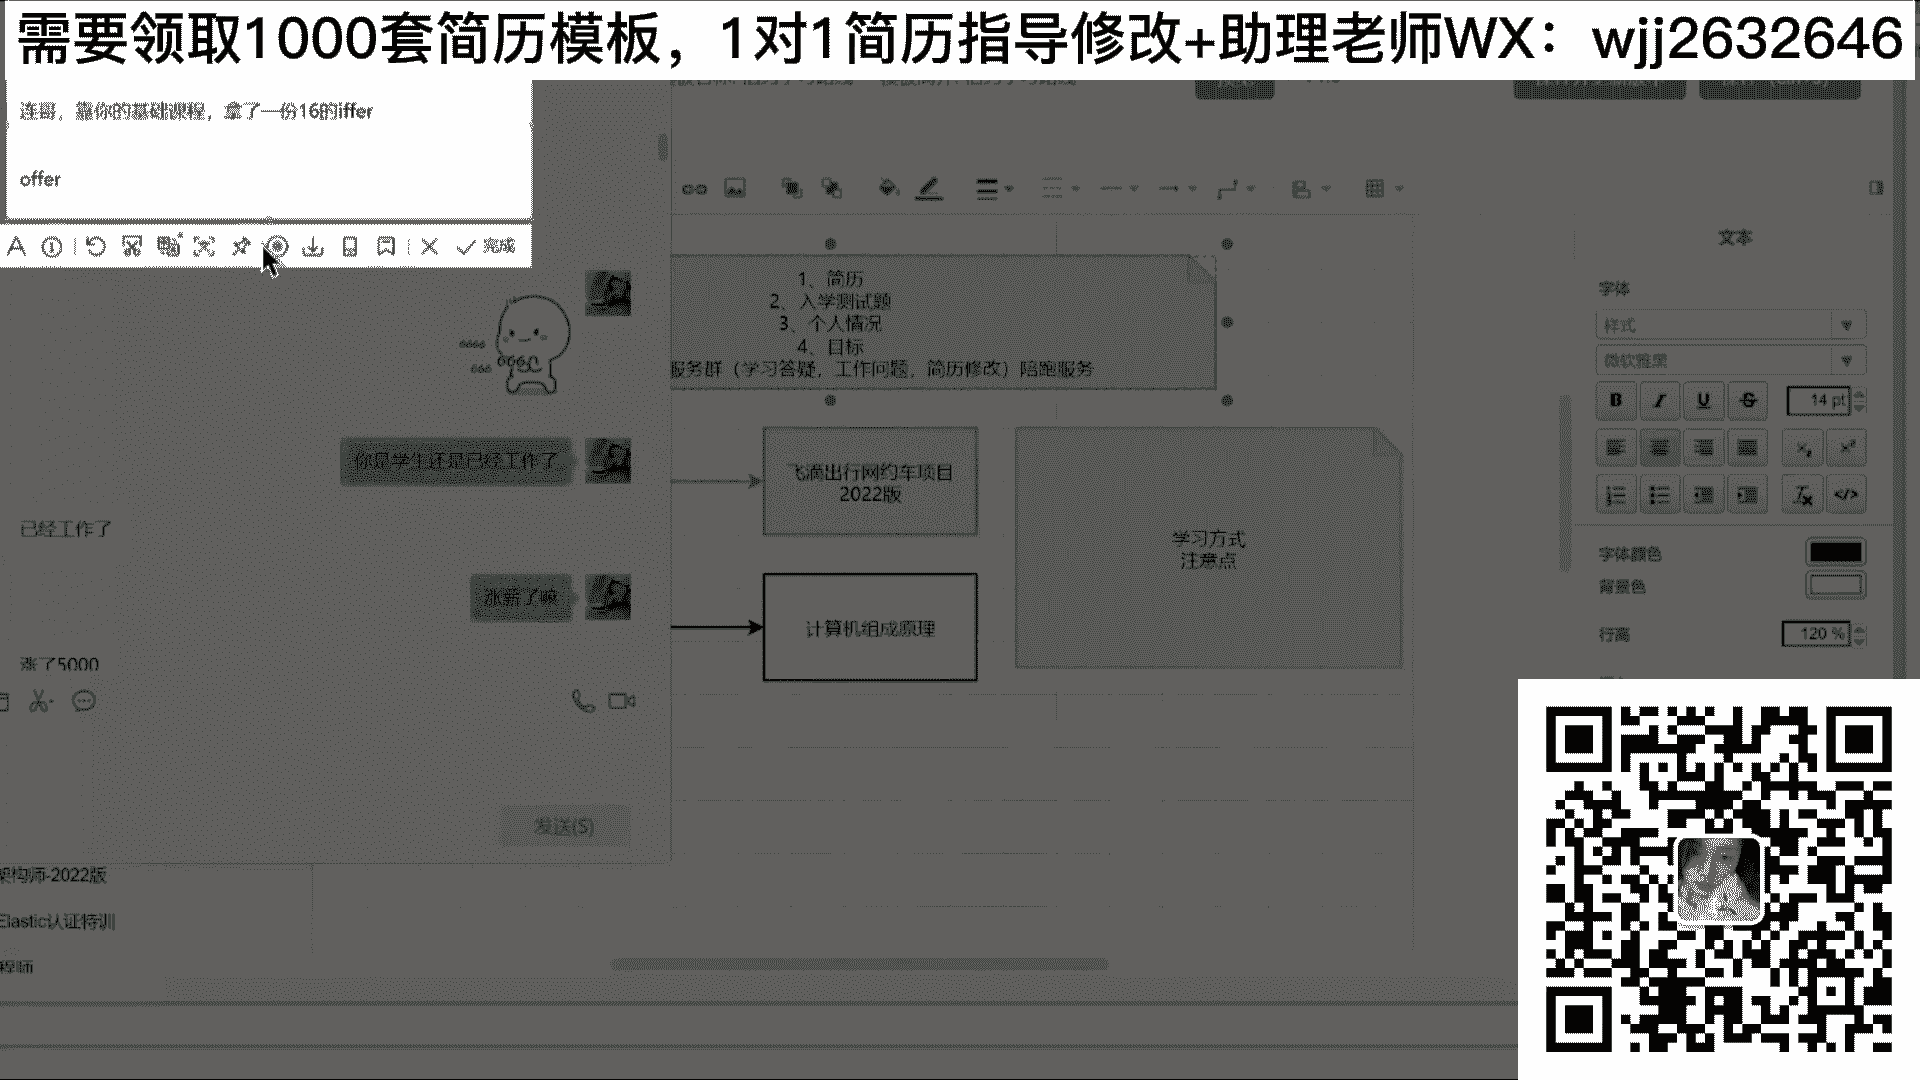 需要领取1000套简历模板，1对1简历指导修改+助理老师WX：wjj2632646
连哥，靠你的基础课程，拿了一份16的iffer
offer
完成
文本
1、简历
2、入学测试题
3、个人情况
4、目标
服务群（学习答疑，工作问题，简历修改）陪跑服务
字体
样式
微软雅黑
B I U S 14 pt
你是学生还是已经工作了
飞滴出行网约车项目
2022版
已经工作了
学习方式
注意点
字体颜色
背景色
涨薪了嘛
计算机组成原理
行高
120 %
涨了5000
发送(S)
架构师-2022版
Elastic认证特训
程师